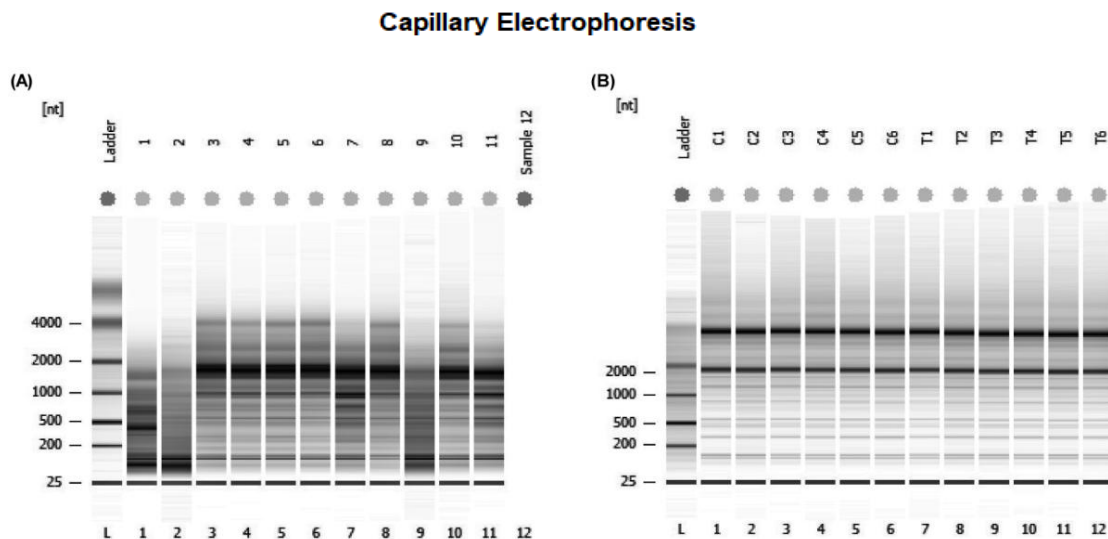 Capillary Electrophoresis
(A)
[nt]
Ladder 1 2 3 4 5 6 7 8 9 10 11 Sample 12
4000
2000
1000
500
200
25
L 1 2 3 4 5 6 7 8 9 10 11 12
(B)
[nt]
Ladder C1 C2 C3 C4 C5 C6 T1 T2 T3 T4 T5 T6
2000
1000
500
200
25
L 1 2 3 4 5 6 7 8 9 10 11 12